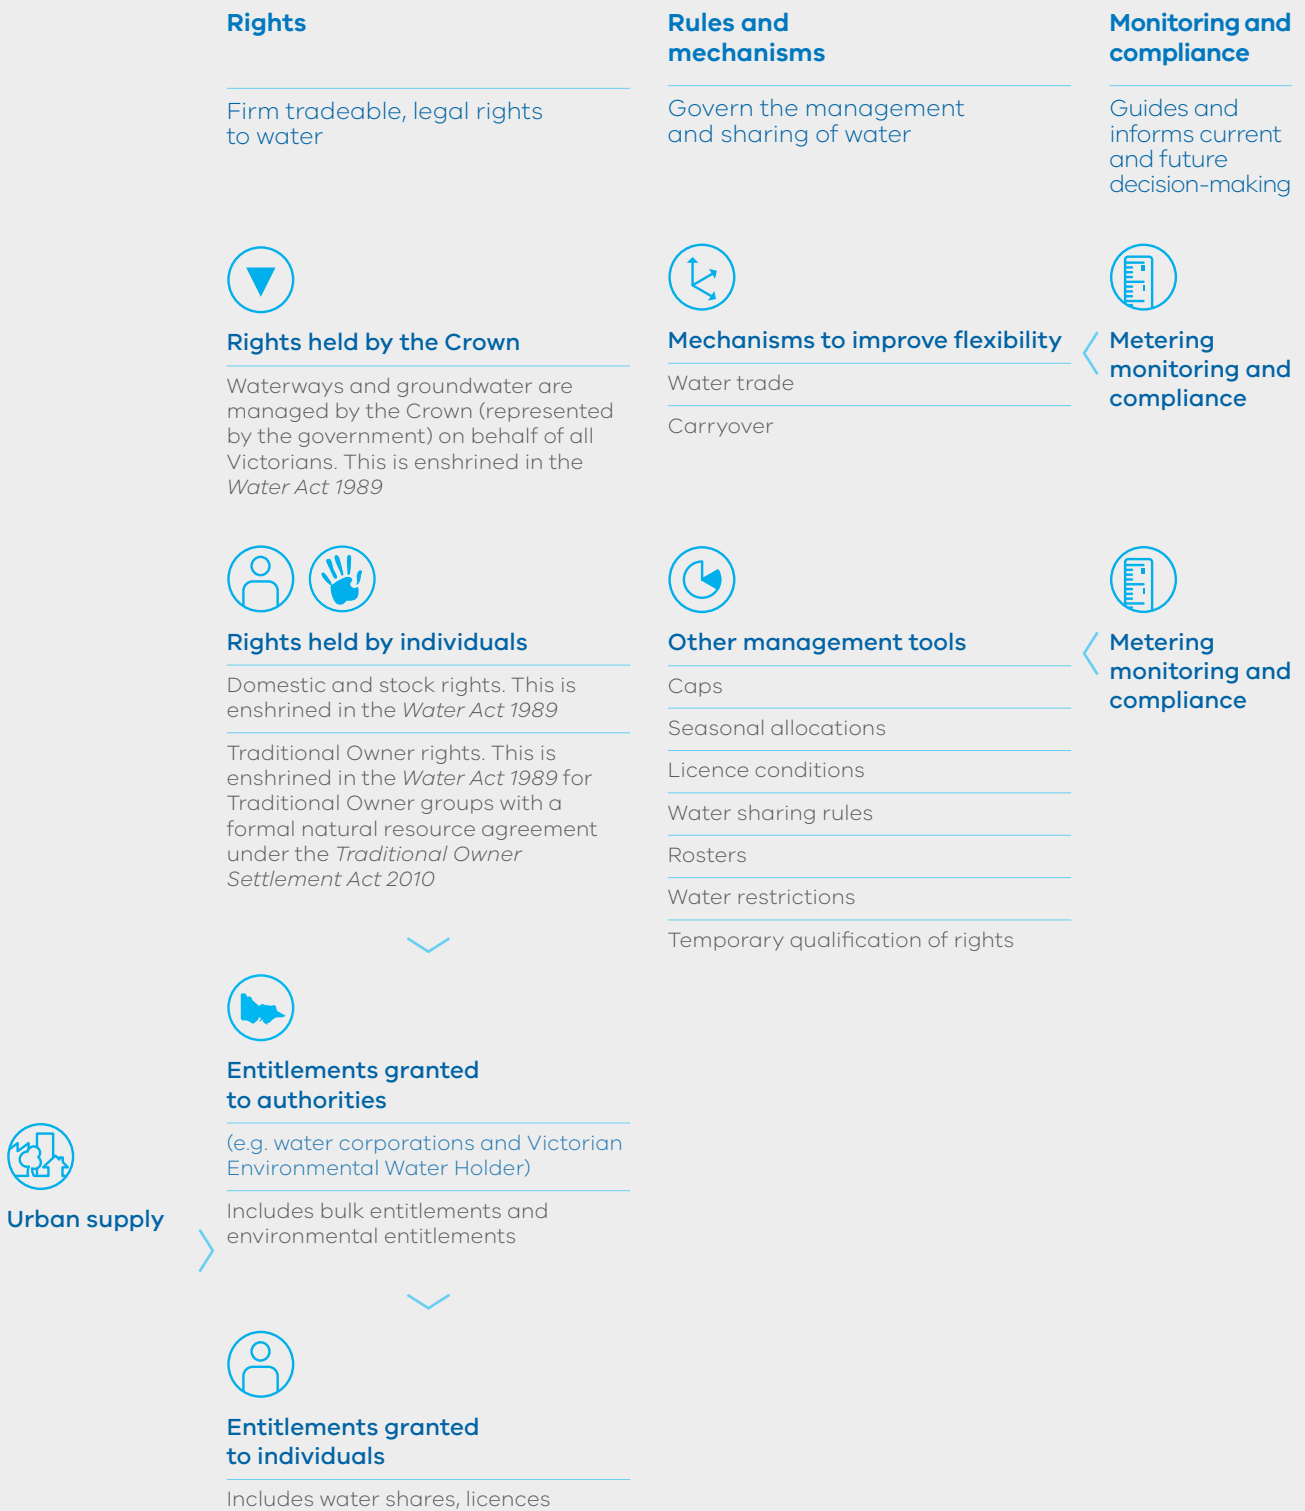 Rights
Firm tradeable, legal rights
to water
Rights held by the Crown
Waterways and groundwater are
managed by the Crown (represented
by the government) on behalf of all
Victorians. This is enshrined in the
Water Act 1989
Rights held by individuals
Domestic and stock rights. This is
enshrined in the Water Act 1989
Traditional Owner rights. This is
enshrined in the Water Act 1989 for
Traditional Owner groups with a
formal natural resource agreement
under the Traditional Owner
Settlement Act 2010
Urban supply
Entitlements granted
to authorities
(e.g. water corporations and Victorian
Environmental Water Holder)
Includes bulk entitlements and
environmental entitlements
Entitlements granted
to individuals
Includes water shares, licences
Rules and
mechanisms
Govern the management
and sharing of water
Mechanisms to improve flexibility
Water trade
Carryover
Other management tools
Caps
Seasonal allocations
Licence conditions
Water sharing rules
Rosters
Water restrictions
Temporary qualification of rights
Monitoring and
compliance
Guides and
informs current
and future
decision-making
Metering
monitoring and
compliance
Metering
monitoring and
compliance